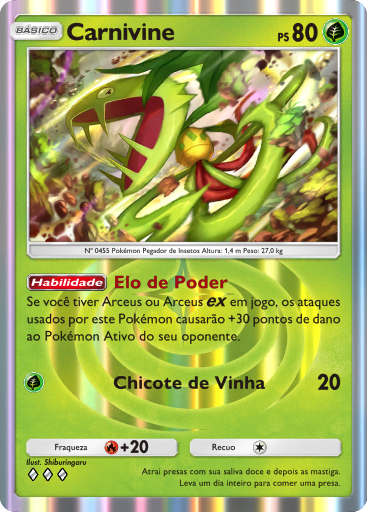 BÁSICO Carnivine PS 80
Nº 0455 Pokémon Pegador de Insetos Altura: 1,4 m Peso: 27,0 kg
Habilidade Elo de Poder
Se você tiver Arceus ou Arceus ex em jogo, os ataques
usados por este Pokémon causarão +30 pontos de dano
ao Pokémon Ativo do seu oponente.
Chicote de Vinha 20
Fraqueza +20 Recuo
Ilust. Shiburingaru
Atrai presas com sua saliva doce e depois as mastiga.
Leva um dia inteiro para comer uma presa.